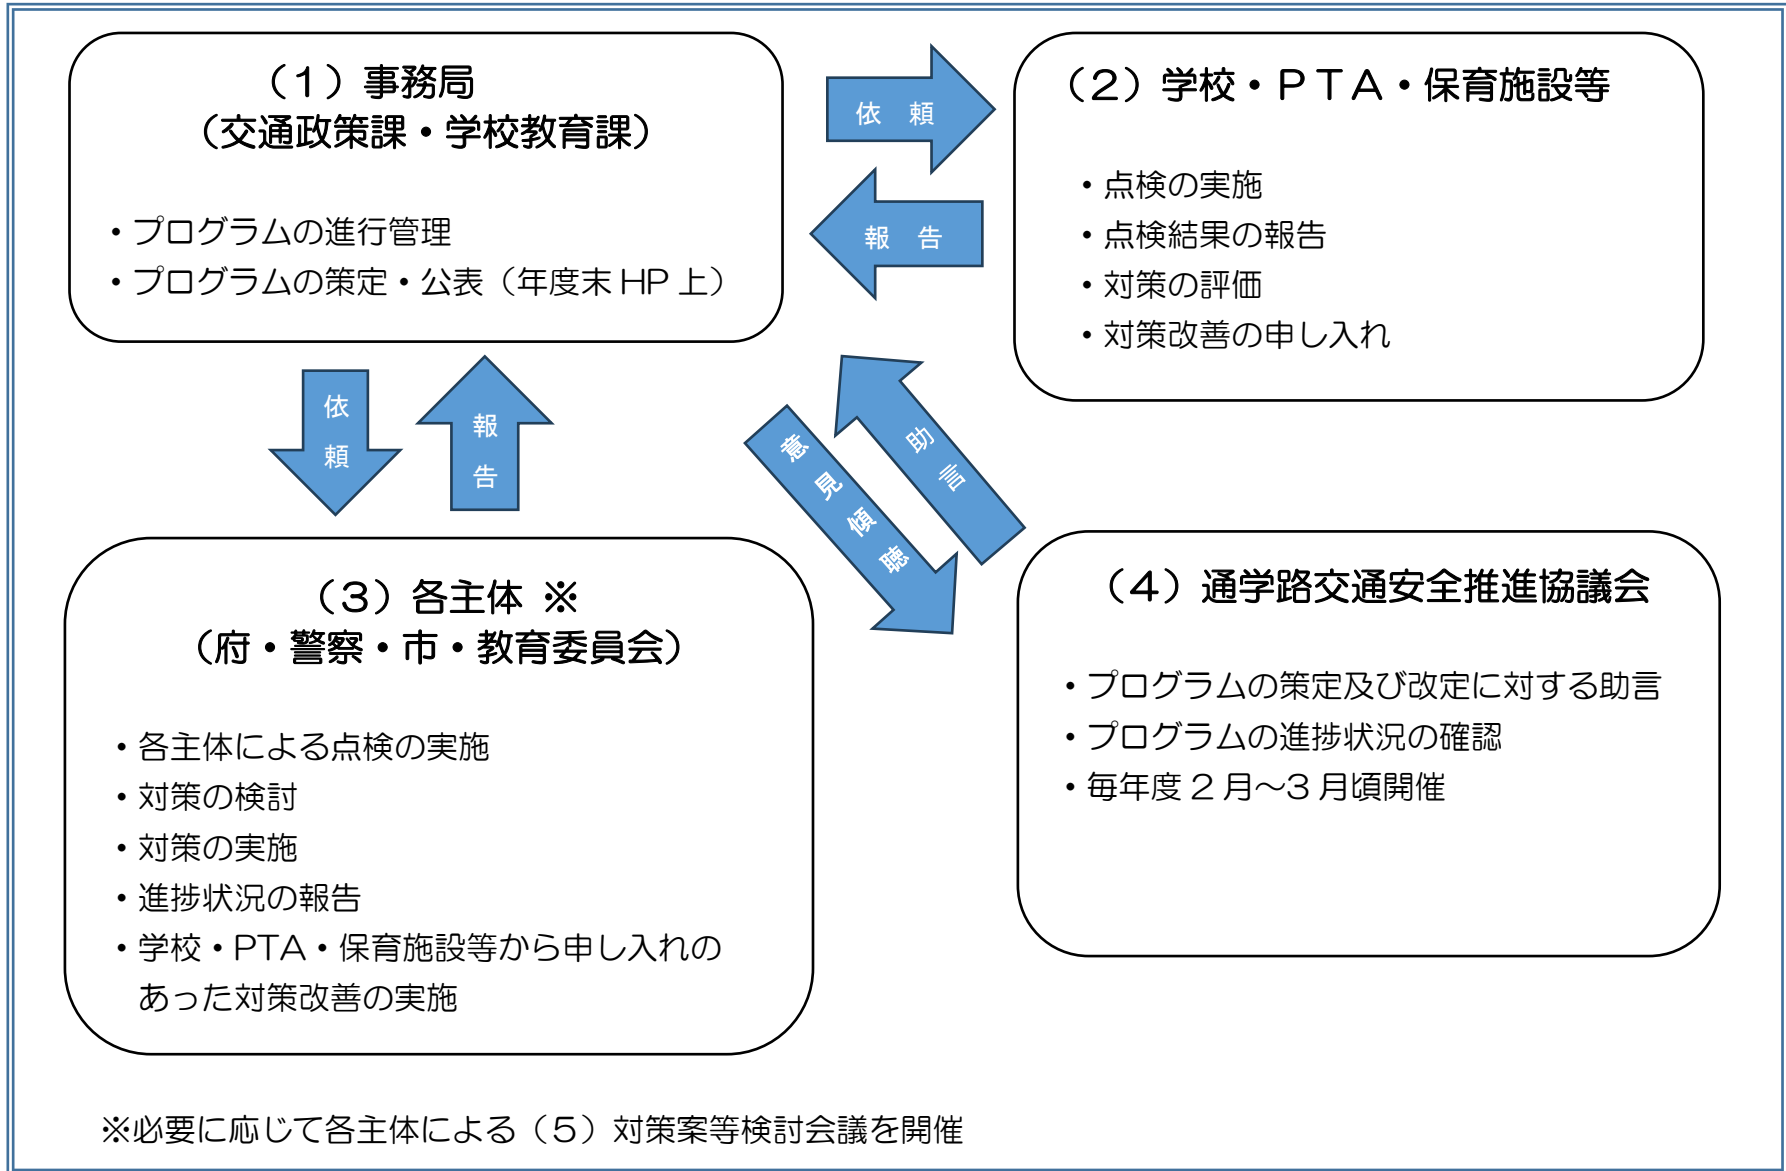 （１）事務局
（交通政策課・学校教育課）
・プログラムの進行管理
・プログラムの策定・公表（年度末 HP 上）
依 頼
報 告
（２）学校・ＰＴＡ・保育施設等
・点検の実施
・点検結果の報告
・対策の評価
・対策改善の申し入れ
依
頼
報
告
意見傾聴
助言
（３）各主体 ※
（府・警察・市・教育委員会）
・各主体による点検の実施
・対策の検討
・対策の実施
・進捗状況の報告
・学校・PTA・保育施設等から申し入れの
あった対策改善の実施
（４）通学路交通安全推進協議会
・プログラムの策定及び改定に対する助言
・プログラムの進捗状況の確認
・毎年度 2 月～3 月頃開催
※必要に応じて各主体による（５）対策案等検討会議を開催